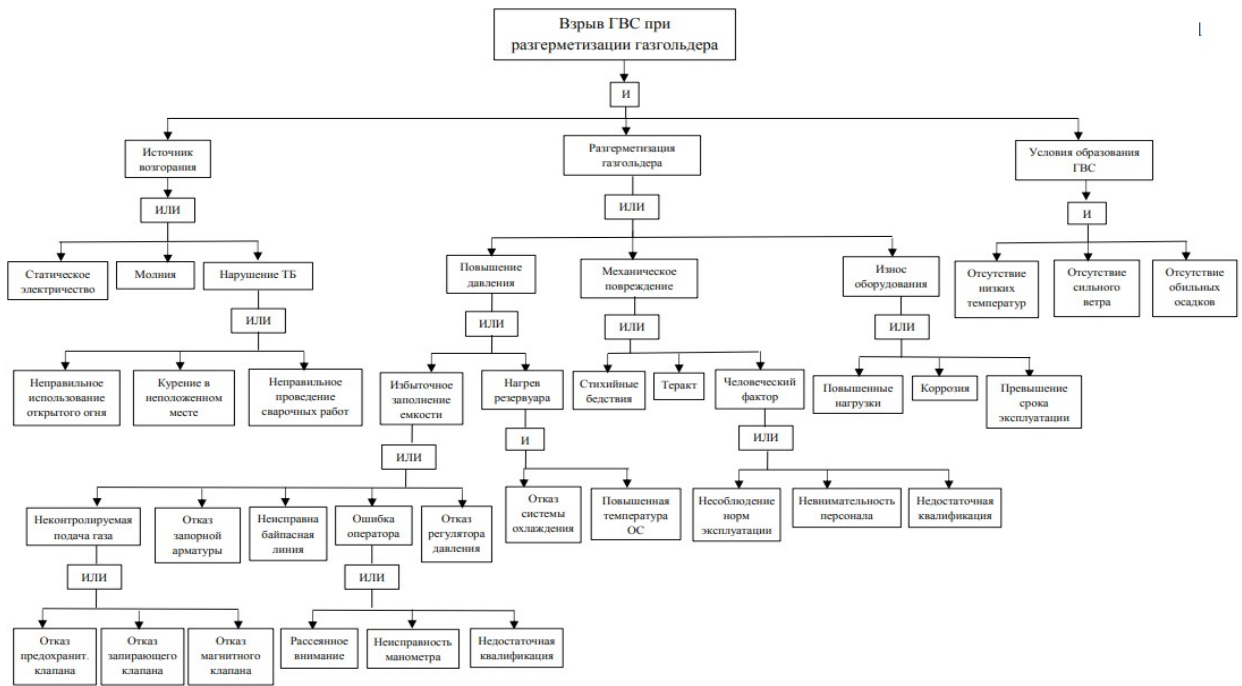 Взрыв ГВС при
разгерметизации газгольдера
1
И
Источник
возгорания
Разгерметизация
газгольдера
Условия образования
ГВС
ИЛИ
ИЛИ
И
Статическое
электричество
Молния
Нарушение ТБ
Повышение
давления
Механическое
повреждение
Износ
оборудования
Отсутствие
низких
температур
Отсутствие
сильного
ветра
Отсутствие
обильных
осадков
ИЛИ
ИЛИ
ИЛИ
ИЛИ
Неправильное
использование
открытого огня
Курение в
неположенном
месте
Неправильное
проведение
сварочных работ
Избыточное
заполнение
емкости
Нагрев
резервуара
Стихийные
бедствия
Теракт
Человеческий
фактор
Повышенные
нагрузки
Коррозия
Превышение
срока
эксплуатации
ИЛИ
И
ИЛИ
Неконтролируемая
подача газа
Отказ
запорной
арматуры
Неисправна
байпасная
линия
Ошибка
оператора
Отказ
регулятора
давления
Отказ
системы
охлаждения
Повышенная
температура
ОС
Несоблюдение
норм
эксплуатации
Невнимательность
персонала
Недостаточная
квалификация
ИЛИ
ИЛИ
Отказ
предохранит.
клапана
Отказ
запирающего
клапана
Отказ
магнитного
клапана
Рассеянное
внимание
Неисправность
манометра
Недостаточная
квалификация